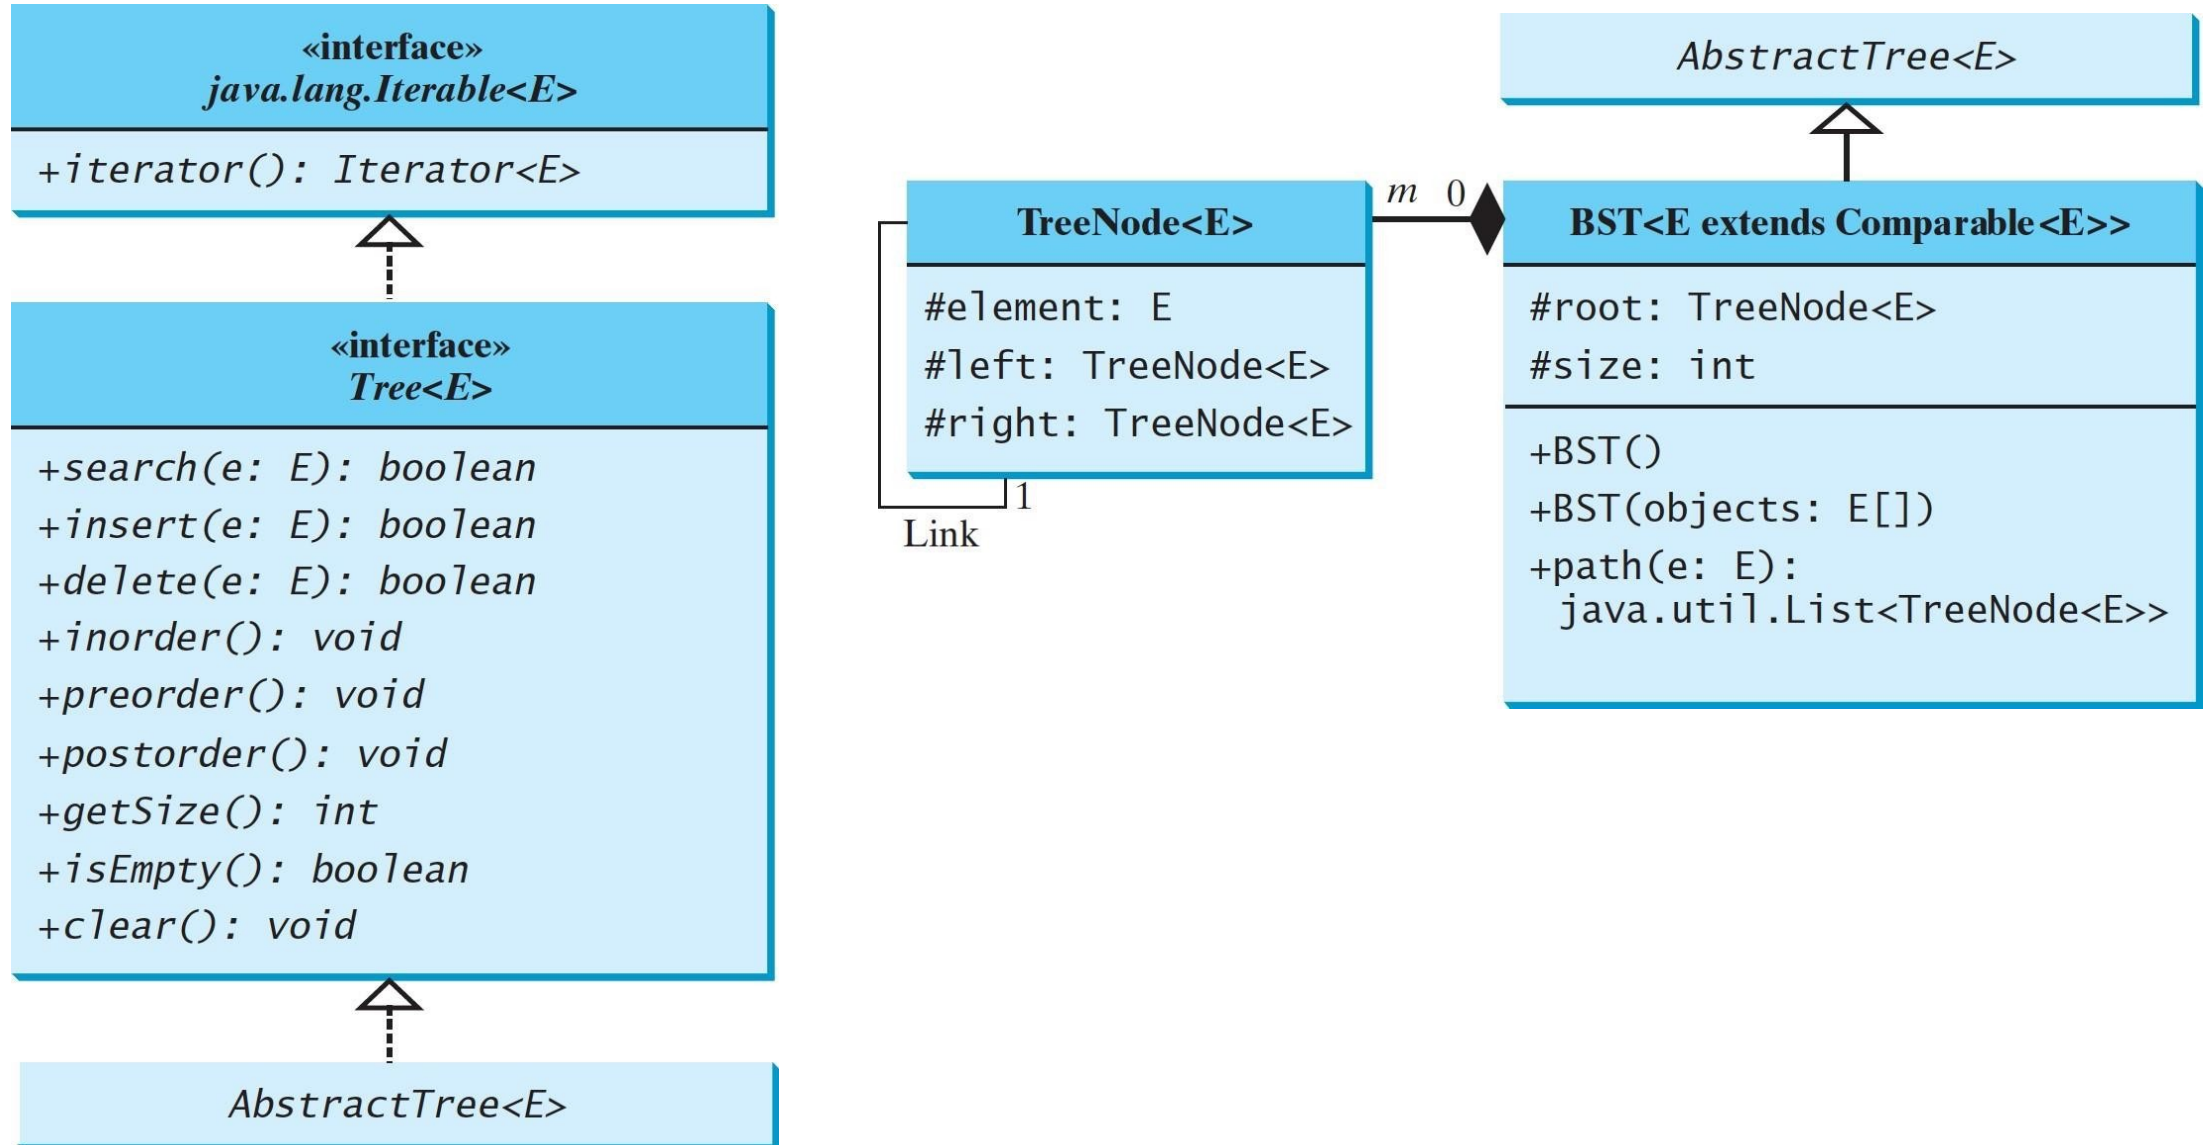 «interface»
java.lang.Iterable<E>
+iterator(): Iterator<E>
«interface»
Tree<E>
+search(e: E): boolean
+insert(e: E): boolean
+delete(e: E): boolean
+inorder(): void
+preorder(): void
+postorder(): void
+getSize(): int
+isEmpty(): boolean
+clear(): void
AbstractTree<E>
TreeNode<E>
#element: E
#left: TreeNode<E>
#right: TreeNode<E>
1
Link
m 0
AbstractTree<E>
BST<E extends Comparable<E>>
#root: TreeNode<E>
#size: int
+BST()
+BST(objects: E[])
+path(e: E):
java.util.List<TreeNode<E>>